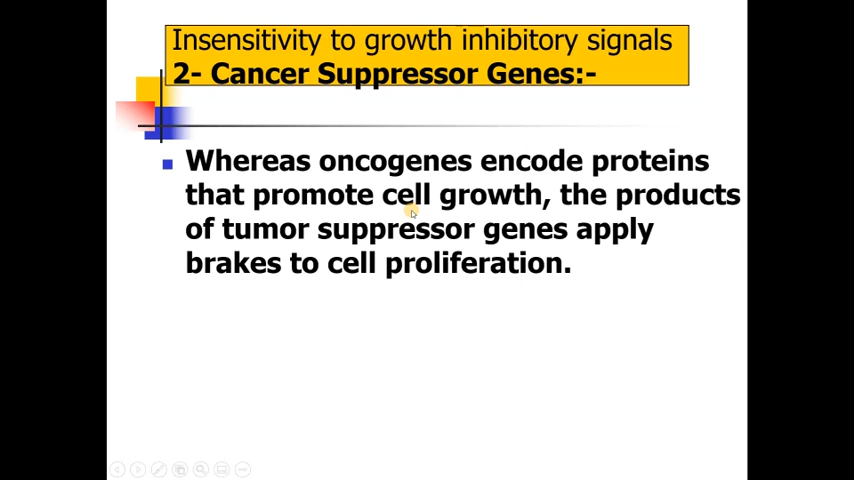 Insensitivity to growth inhibitory signals
2- Cancer Suppressor Genes:-
Whereas oncogenes encode proteins
that promote cell growth, the products
of tumor suppressor genes apply
brakes to cell proliferation.